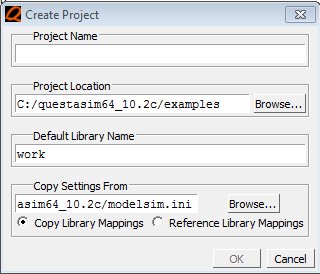 Create Project
Project Name
Project Location
C:/questasim64_10.2c/examples Browse...
Default Library Name
work
Copy Settings From
asim64_10.2c/modelsim.ini Browse...
Copy Library Mappings Reference Library Mappings
OK Cancel